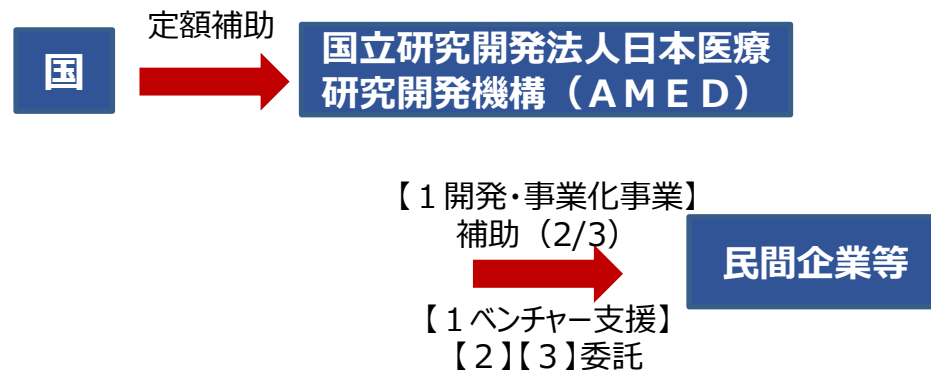 定額補助
国
国立研究開発法人日本医療
研究開発機構（ＡＭＥＤ）
【１開発・事業化事業】
補助（2/3）
民間企業等
【１ベンチャー支援】
【２】【３】委託